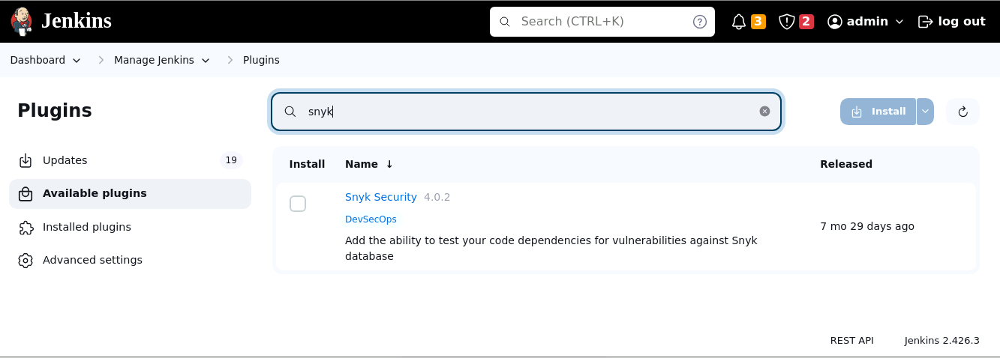 Jenkins
Search (CTRL+K)
3
2
admin
log out
Dashboard
Manage Jenkins
Plugins
Plugins
snyk
Install
Updates
19
Available plugins
Installed plugins
Advanced settings
Install Name ↓ Released
Snyk Security 4.0.2
DevSecOps
Add the ability to test your code dependencies for vulnerabilities against Snyk
database
7 mo 29 days ago
REST API
Jenkins 2.426.3